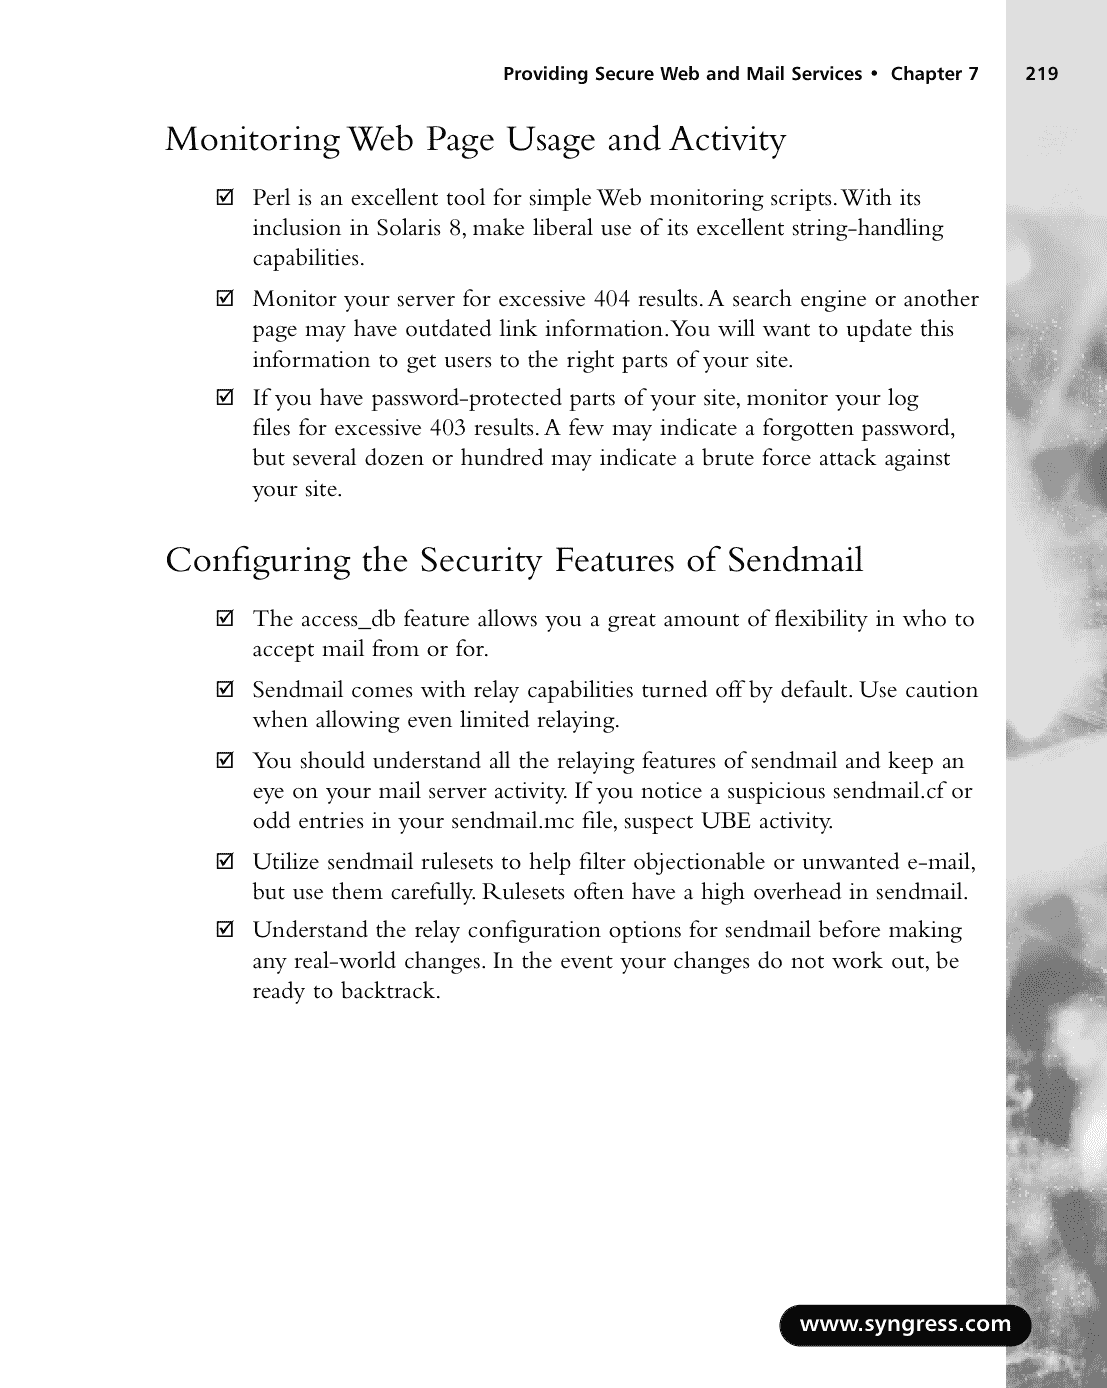 Providing Secure Web and Mail Services • Chapter 7 219
Monitoring Web Page Usage and Activity
☑ Perl is an excellent tool for simple Web monitoring scripts. With its
inclusion in Solaris 8, make liberal use of its excellent string-handling
capabilities.
☑ Monitor your server for excessive 404 results. A search engine or another
page may have outdated link information. You will want to update this
information to get users to the right parts of your site.
☑ If you have password-protected parts of your site, monitor your log
files for excessive 403 results. A few may indicate a forgotten password,
but several dozen or hundred may indicate a brute force attack against
your site.
Configuring the Security Features of Sendmail
☑ The access_db feature allows you a great amount of flexibility in who to
accept mail from or for.
☑ Sendmail comes with relay capabilities turned off by default. Use caution
when allowing even limited relaying.
☑ You should understand all the relaying features of sendmail and keep an
eye on your mail server activity. If you notice a suspicious sendmail.cf or
odd entries in your sendmail.mc file, suspect UBE activity.
☑ Utilize sendmail rulesets to help filter objectionable or unwanted e-mail,
but use them carefully. Rulesets often have a high overhead in sendmail.
☑ Understand the relay configuration options for sendmail before making
any real-world changes. In the event your changes do not work out, be
ready to backtrack.
www.syngress.com